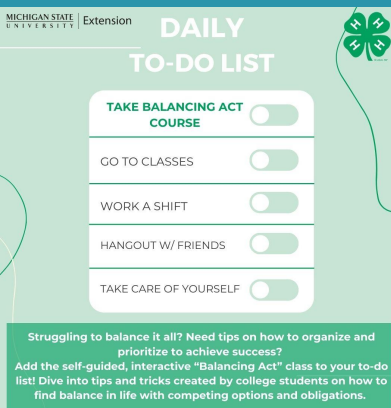 MICHIGAN STATE
UNIVERSITY
Extension
DAILY
TO-DO LIST
TAKE BALANCING ACT
COURSE
GO TO CLASSES
WORK A SHIFT
HANGOUT W/ FRIENDS
TAKE CARE OF YOURSELF
Struggling to balance it all? Need tips on how to organize and
prioritize to achieve success?
Add the self-guided, interactive “Balancing Act” class to your to-do
list! Dive into tips and tricks created by college students on how to
find balance in life with competing options and obligations.
H H
H H